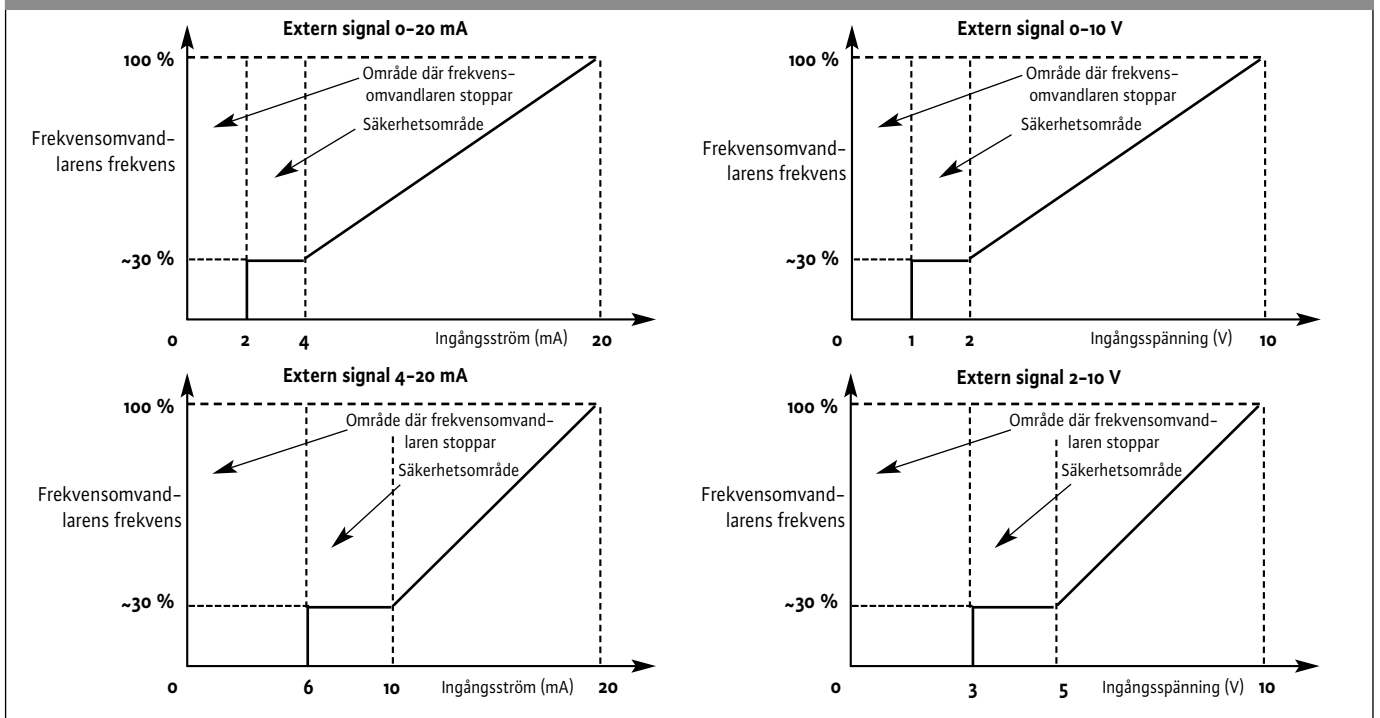 Extern signal 0–20 mA
100 %
Område där frekvens-
omvandlaren stoppar
Säkerhetsområde
Frekvensomvand-
larens frekvens
~30 %
0
2
4
Ingångsström (mA)
20
Extern signal 0–10 V
100 %
Område där frekvens-
omvandlaren stoppar
Säkerhetsområde
Frekvensomvand-
larens frekvens
~30 %
0
1
2
Ingångsspänning (V)
10
Extern signal 4–20 mA
100 %
Område där frekvensomvand-
laren stoppar
Säkerhetsområde
Frekvensomvand-
larens frekvens
~30 %
0
6
10
Ingångsström (mA)
20
Extern signal 2–10 V
100 %
Område där frekvensomvand-
laren stoppar
Säkerhetsområde
Frekvensomvand-
larens frekvens
~30 %
0
3
5
Ingångsspänning (V)
10